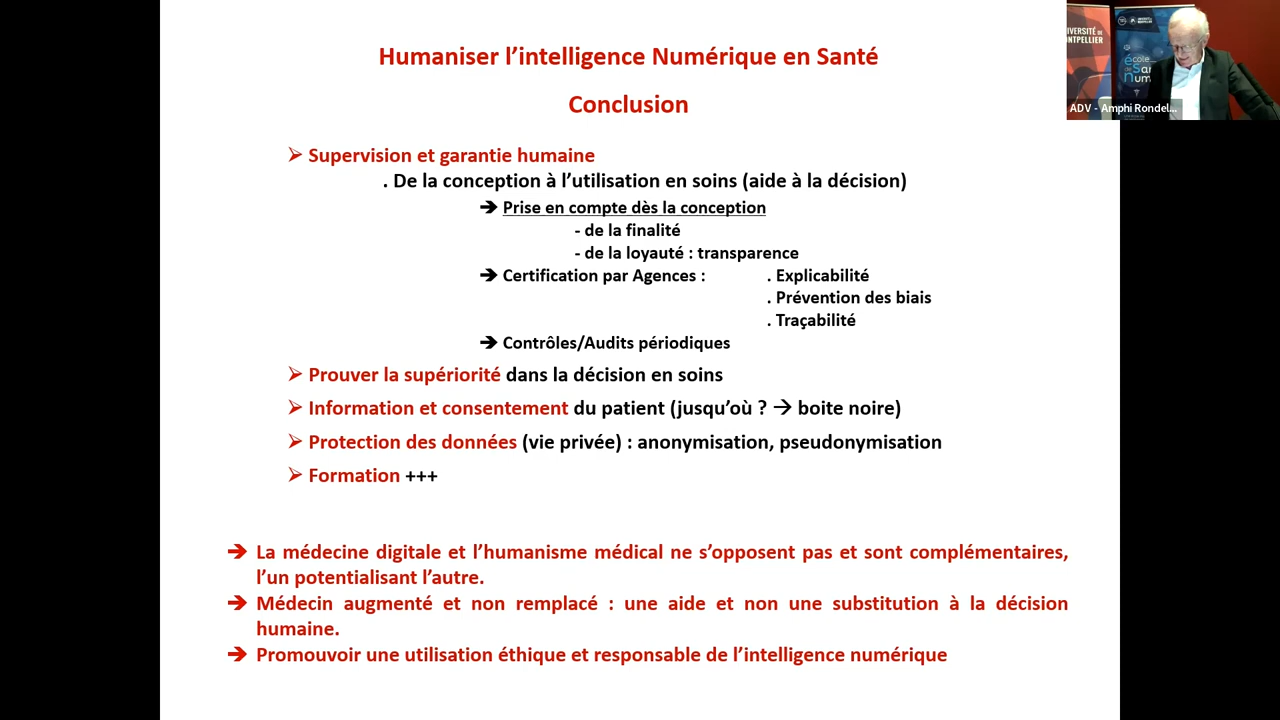 Humaniser l’intelligence Numérique en Santé
Conclusion
➢ Supervision et garantie humaine
. De la conception à l’utilisation en soins (aide à la décision)
➔ Prise en compte dès la conception
- de la finalité
- de la loyauté : transparence
➔ Certification par Agences : . Explicabilité
. Prévention des biais
. Traçabilité
➔ Contrôles/Audits périodiques
➢ Prouver la supériorité dans la décision en soins
➢ Information et consentement du patient (jusqu’où ? → boite noire)
➢ Protection des données (vie privée) : anonymisation, pseudonymisation
➢ Formation +++
➔ La médecine digitale et l’humanisme médical ne s’opposent pas et sont complémentaires,
l’un potentialisant l’autre.
➔ Médecin augmenté et non remplacé : une aide et non une substitution à la décision
humaine.
➔ Promouvoir une utilisation éthique et responsable de l’intelligence numérique
ADV - Amphi Rondel...